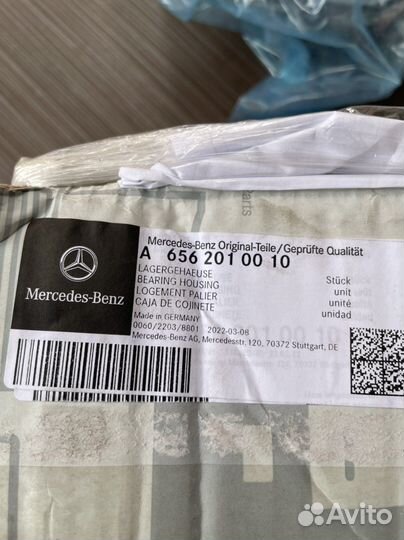 Parts
Mercedes-Benz Original-Teile/Geprüfte Qualität
A 656 201 00 10
LAGERGEHAEUSE
BEARING HOUSING
LOGEMENT PALIER
CAJA DE COJINETE
Stück
unit
unité
unidad
Made in GERMANY
0060/2203/8801 2022-03-08
Mercedes-Benz AG, Mercedesstr, 120, 70372 Stuttgart, DE
Mercedes-Benz
Avito